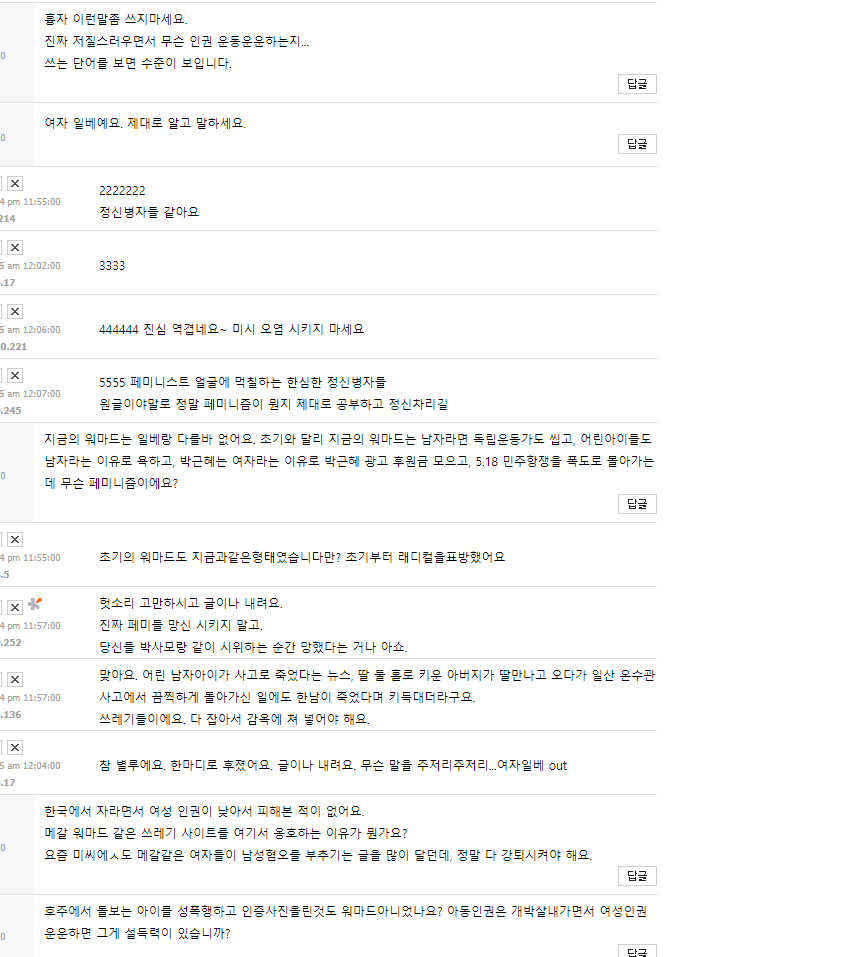 흉자 이런말좀 쓰지마세요.
진짜 저질스러우면서 무슨 인권 운동운운하는지...
쓰는 단어를 보면 수준이 보입니다.
0
답글
여자 일베예요. 제대로 알고 말하세요.
0
답글
4 pm 11:55:00
214
2222222
정신병자들 같아요
5 am 12:02:00
.17
3333
5 am 12:06:00
0.221
444444 진심 역겹네요~ 미시 오염 시키지 마세요
5 am 12:07:00
.245
5555 페미니스트 얼굴에 먹칠하는 한심한 정신병자들
원글이야말로 정말 페미니즘이 뭔지 제대로 공부하고 정신차리길
지금의 워마드는 일베랑 다를바 없어요. 초기와 달리 지금의 워마드는 남자라면 독립운동가도 씹고, 어린아이들도
남자라는 이유로 욕하고, 박근혜는 여자라는 이유로 박근혜 광고 후원금 모으고, 5.18 민주항쟁을 폭도로 몰아가는
데 무슨 페미니즘이에요?
0
답글
4 pm 11:55:00
.5
초기의 워마드도 지금과같은형태였습니다만? 초기부터 래디컬을표방했어요
4 pm 11:57:00
.252
헛소리 고만하시고 글이나 내려요.
진짜 페미들 망신 시키지 말고.
당신들 박사모랑 같이 시위하는 순간 망했다는 거나 아쇼.
4 pm 11:57:00
.136
맞아요. 어린 남자아이가 사고로 죽었다는 뉴스, 딸 둘 홀로 키운 아버지가 딸만나고 오다가 일산 온수관
사고에서 끔찍하게 돌아가신 일에도 한남이 죽었다며 키득대더라구요.
쓰레기들이에요. 다 잡아서 감옥에 쳐 넣어야 해요.
5 am 12:04:00
.17
참 별루에요. 한마디로 후졌어요. 글이나 내려요. 무슨 말을 주저리주저리...여자일베 out
한국에서 자라면서 여성 인권이 낮아서 피해본 적이 없어요.
메갈 워마드 같은 쓰레기 사이트를 여기서 옹호하는 이유가 뭔가요?
요즘 미씨에ㅅ도 메갈같은 여자들이 남성혐오를 부추기는 글을 많이 달던데, 정말 다 강퇴시켜야 해요.
0
답글
호주에서 돌보는 아이를 성폭행하고 인증사진올린것도 워마드아니었나요? 아동인권은 개박살내가면서 여성인권
운운하면 그게 설득력이 있습니까?
0
답글